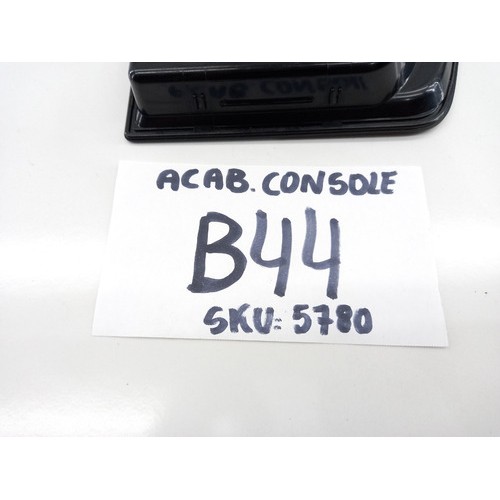 ACAB. CONSOLE
B44
SKU: 5780